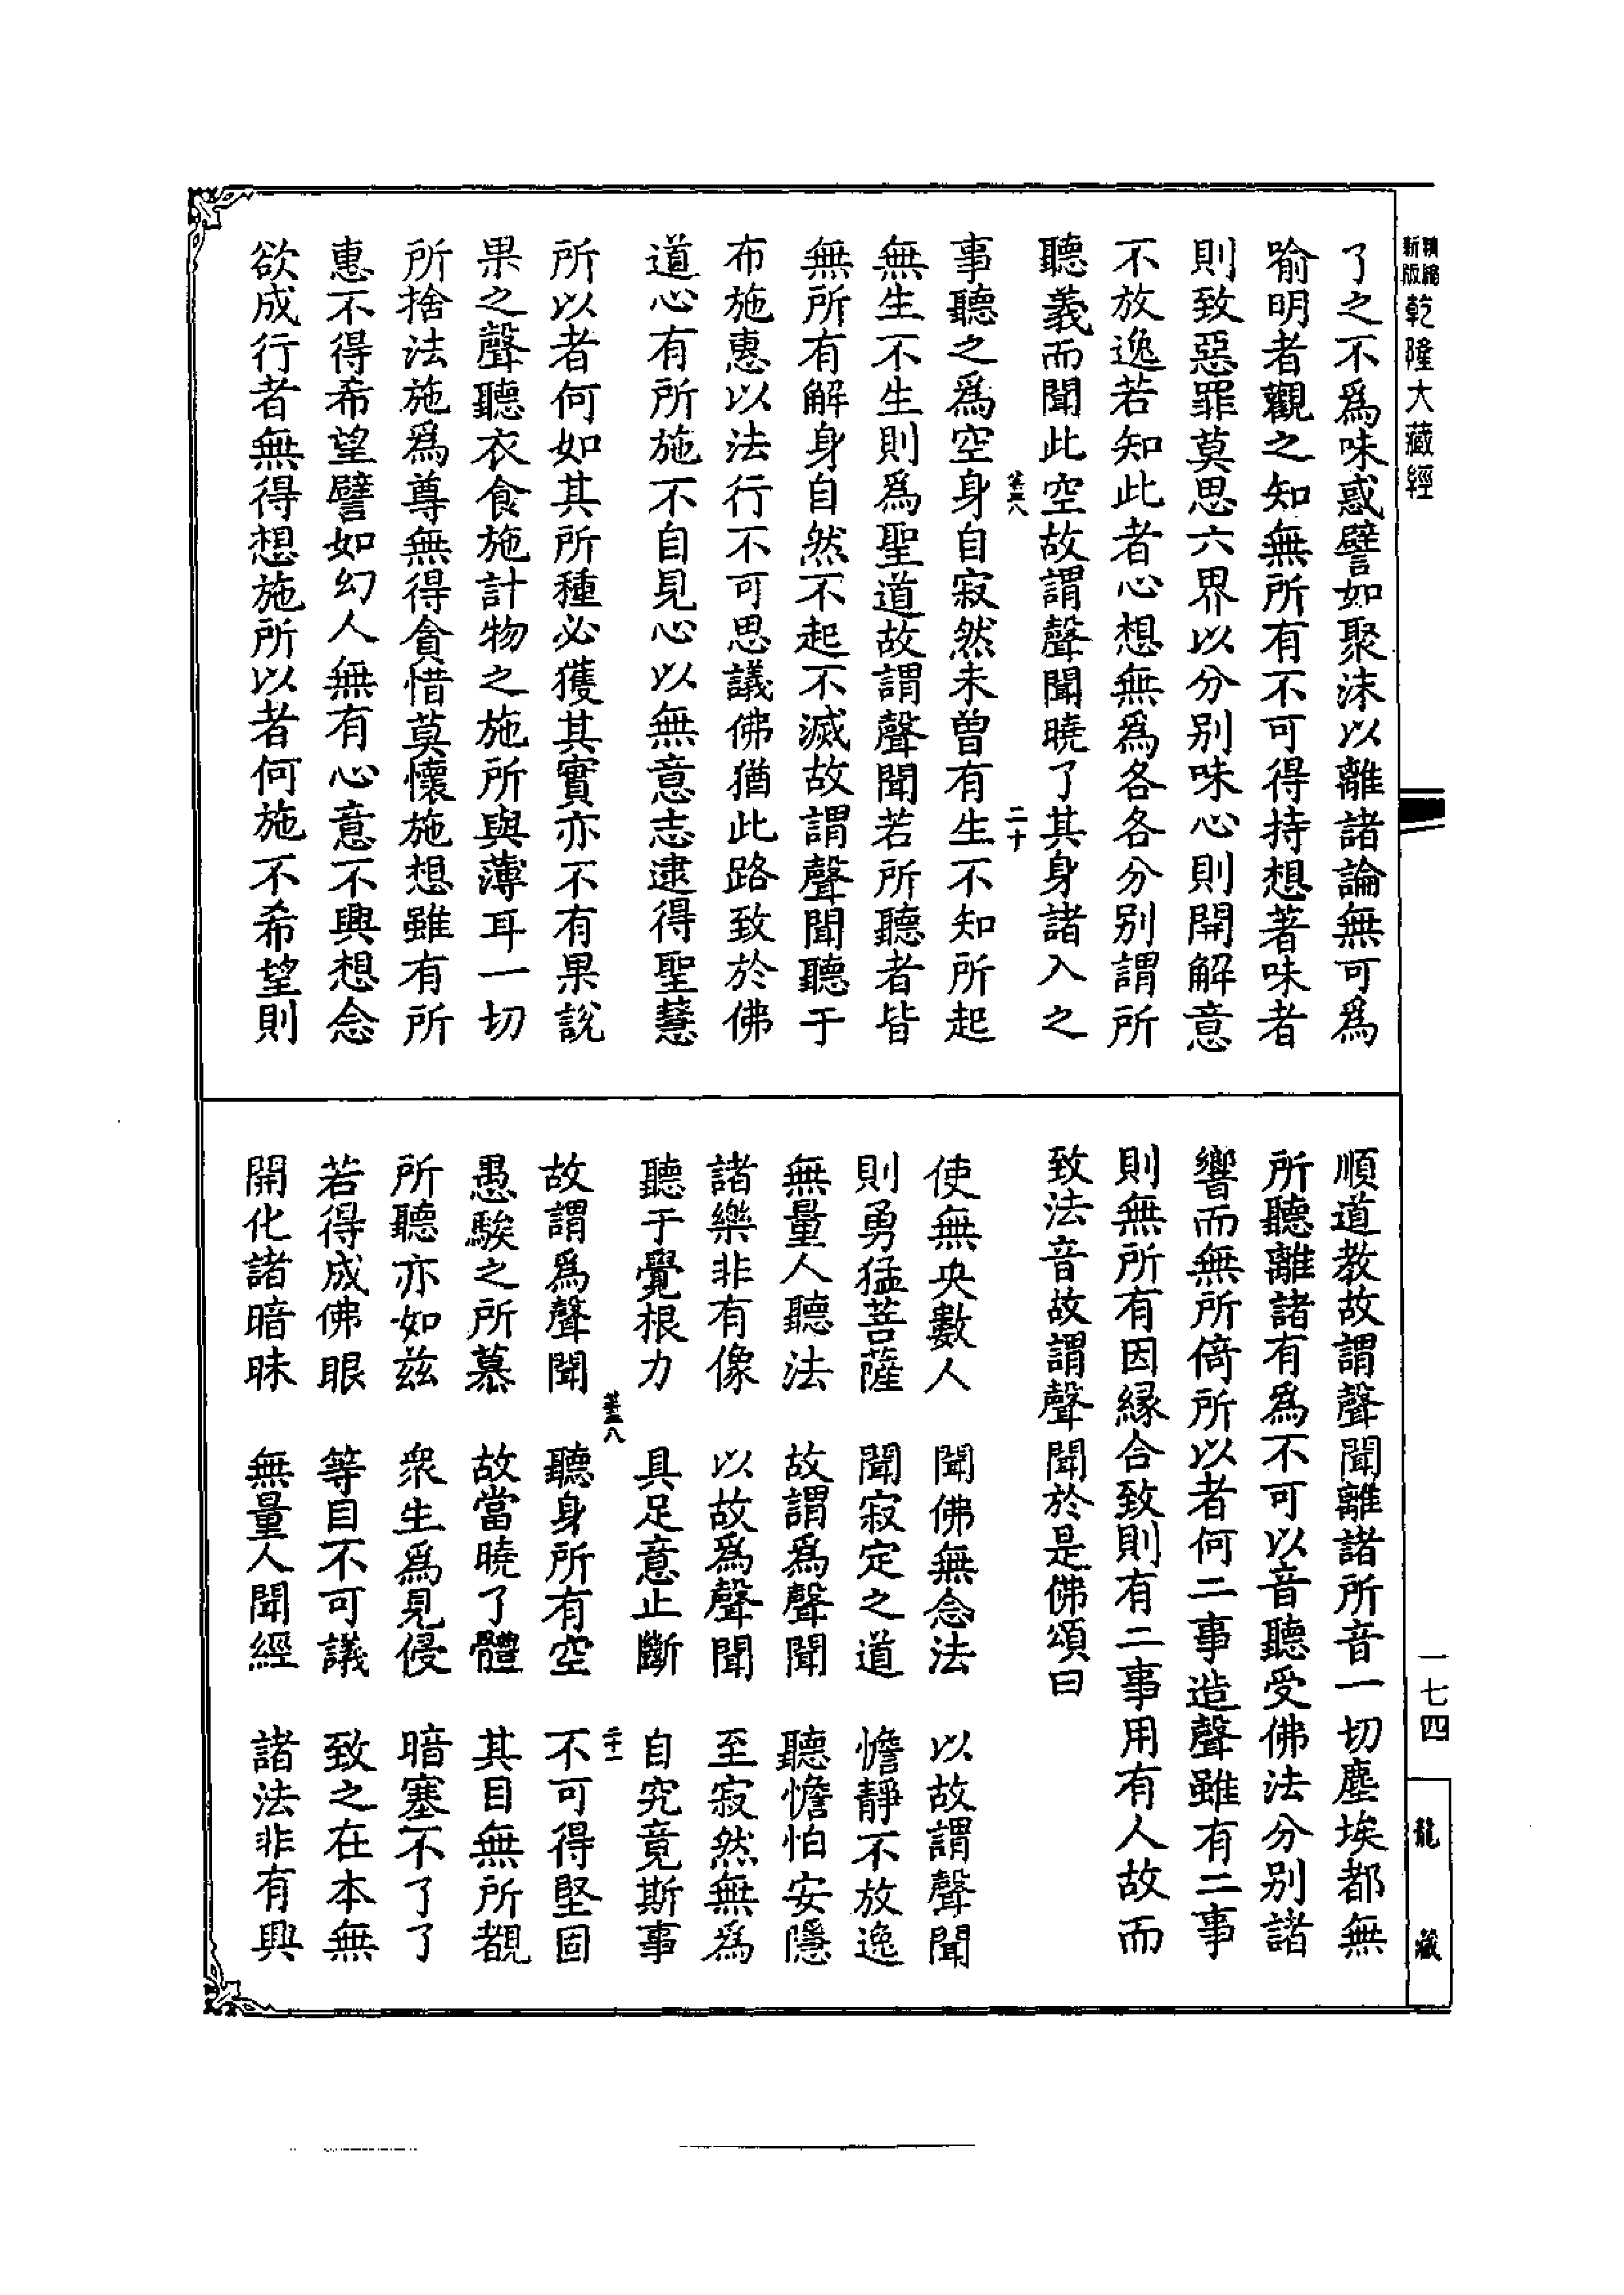 新版 精縮 乾隆大藏經
了之不爲味惑譬如聚沫以離諸論無可爲
喻明者觀之知無所有不可得持想著味者
則致惡罪莫思六界以分别味心則開解意
不放逸若知此者心想無爲各各分别謂所
聽義而聞此空故謂聲聞曉了其身諸入之
二十
事聽之爲空身自寂然未曽有生不知所起
無生不生則爲聖道故謂聲聞若所聽者皆
無所有解身自然不起不滅故謂聲聞聽于
布施惠以法行不可思議佛猶此路致於佛
道心有所施不自見心以無意志逮得聖慧
所以者何如其所種必獲其實亦不有果説
果之聲聽衣食施計物之施所與薄耳一切
所捨法施爲尊無得貪惜莫懷施想雖有所
惠不得希望譬如幻人無有心意不興想念
欲成行者無得想施所以者何施不希望則
順道教故謂聲聞離諸所音一切塵埃都無
所聽離諸有爲不可以音聽受佛法分别諸
響而無所倚所以者何二事造聲雖有二事
則無所有因緣合致則有二事用有人故而
致法音故謂聲聞於是佛頌曰
使無央數人 聞佛無念法 以故謂聲聞
則勇猛菩薩 聞寂定之道 憺靜不放逸
無量人聽法 故謂爲聲聞 聽憺怕安隱
諸樂非有像 以故爲聲聞 至寂然無爲
聽于覺根力 具足意止斷 自究竟斯事
二十一
故謂爲聲聞 聽身所有空 不可得堅固
愚騃之所慕 故當曉了體 其目無所覩
所聽亦如兹 衆生爲見侵 暗塞不了了
若得成佛眼 等目不可議 致之在本無
開化諸暗昧 無量人聞經 諸法非有興
一七四
龍藏